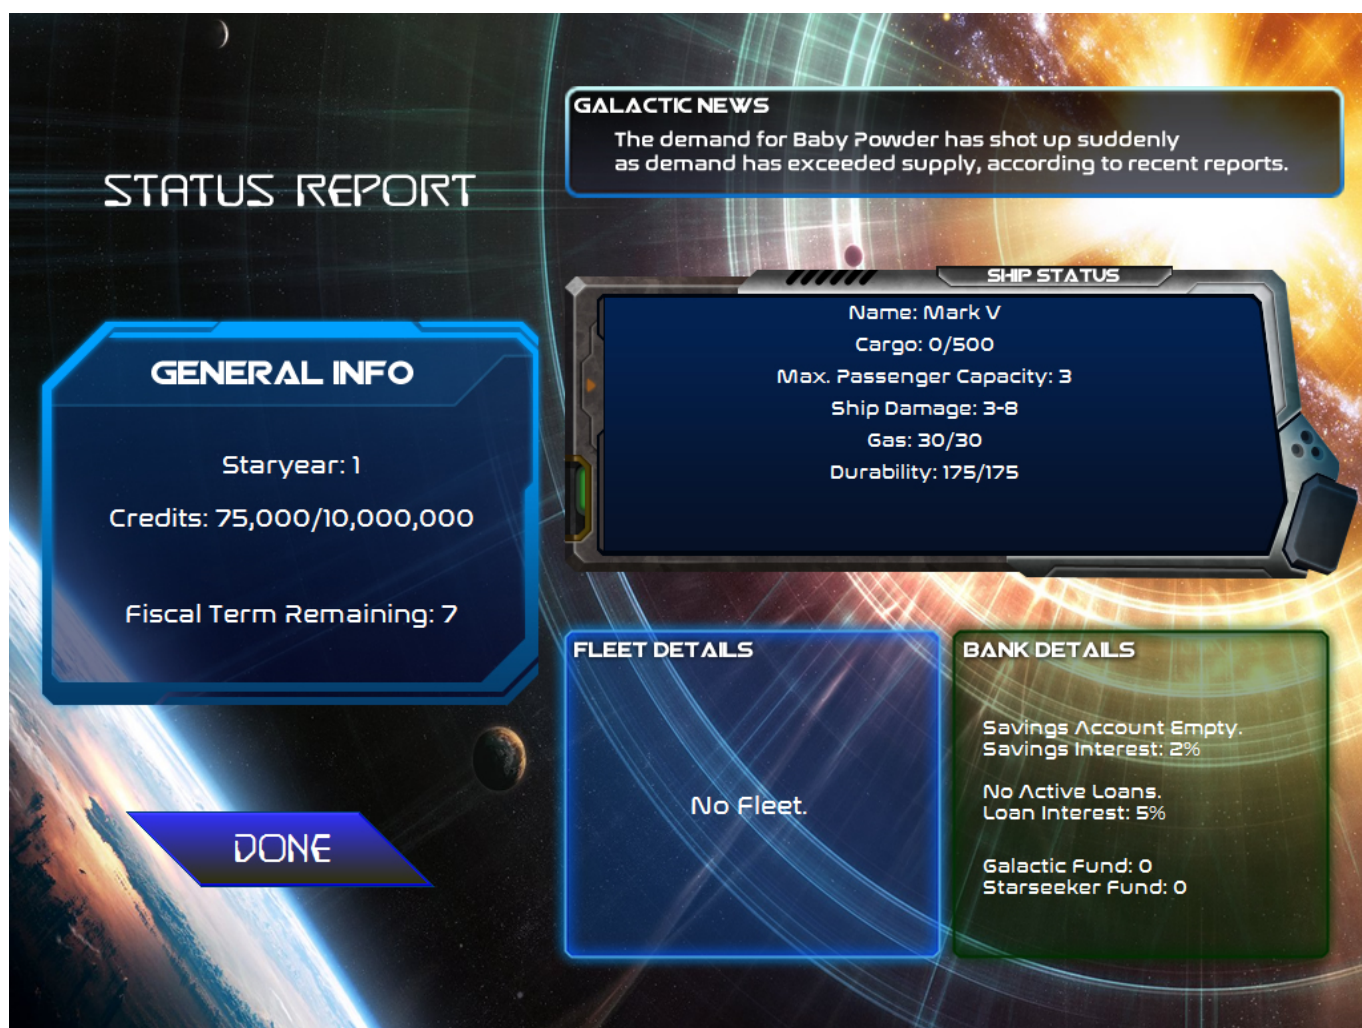 STATUS REPORT
GENERAL INFO
Staryear: 1
Credits: 75,000/10,000,000
Fiscal Term Remaining: 7
DONE
GALACTIC NEWS
The demand for Baby Powder has shot up suddenly
as demand has exceeded supply, according to recent reports.
SHIP STATUS
Name: Mark V
Cargo: 0/500
Max. Passenger Capacity: 3
Ship Damage: 3-8
Gas: 30/30
Durability: 175/175
FLEET DETAILS
No Fleet.
BANK DETAILS
Savings Account Empty.
Savings Interest: 2%
No Active Loans.
Loan Interest: 5%
Galactic Fund: 0
Starseeker Fund: 0